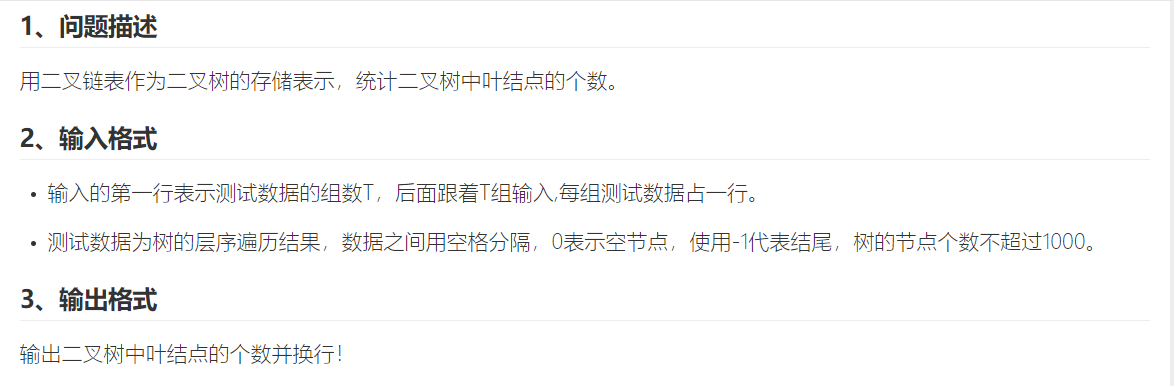 1、问题描述
用二叉链表作为二叉树的存储表示，统计二叉树中叶结点的个数。
2、输入格式
• 输入的第一行表示测试数据的组数T，后面跟着T组输入,每组测试数据占一行。
• 测试数据为树的层序遍历结果，数据之间用空格分隔，0表示空节点，使用-1代表结尾，树的节点个数不超过1000。
3、输出格式
输出二叉树中叶结点的个数并换行！